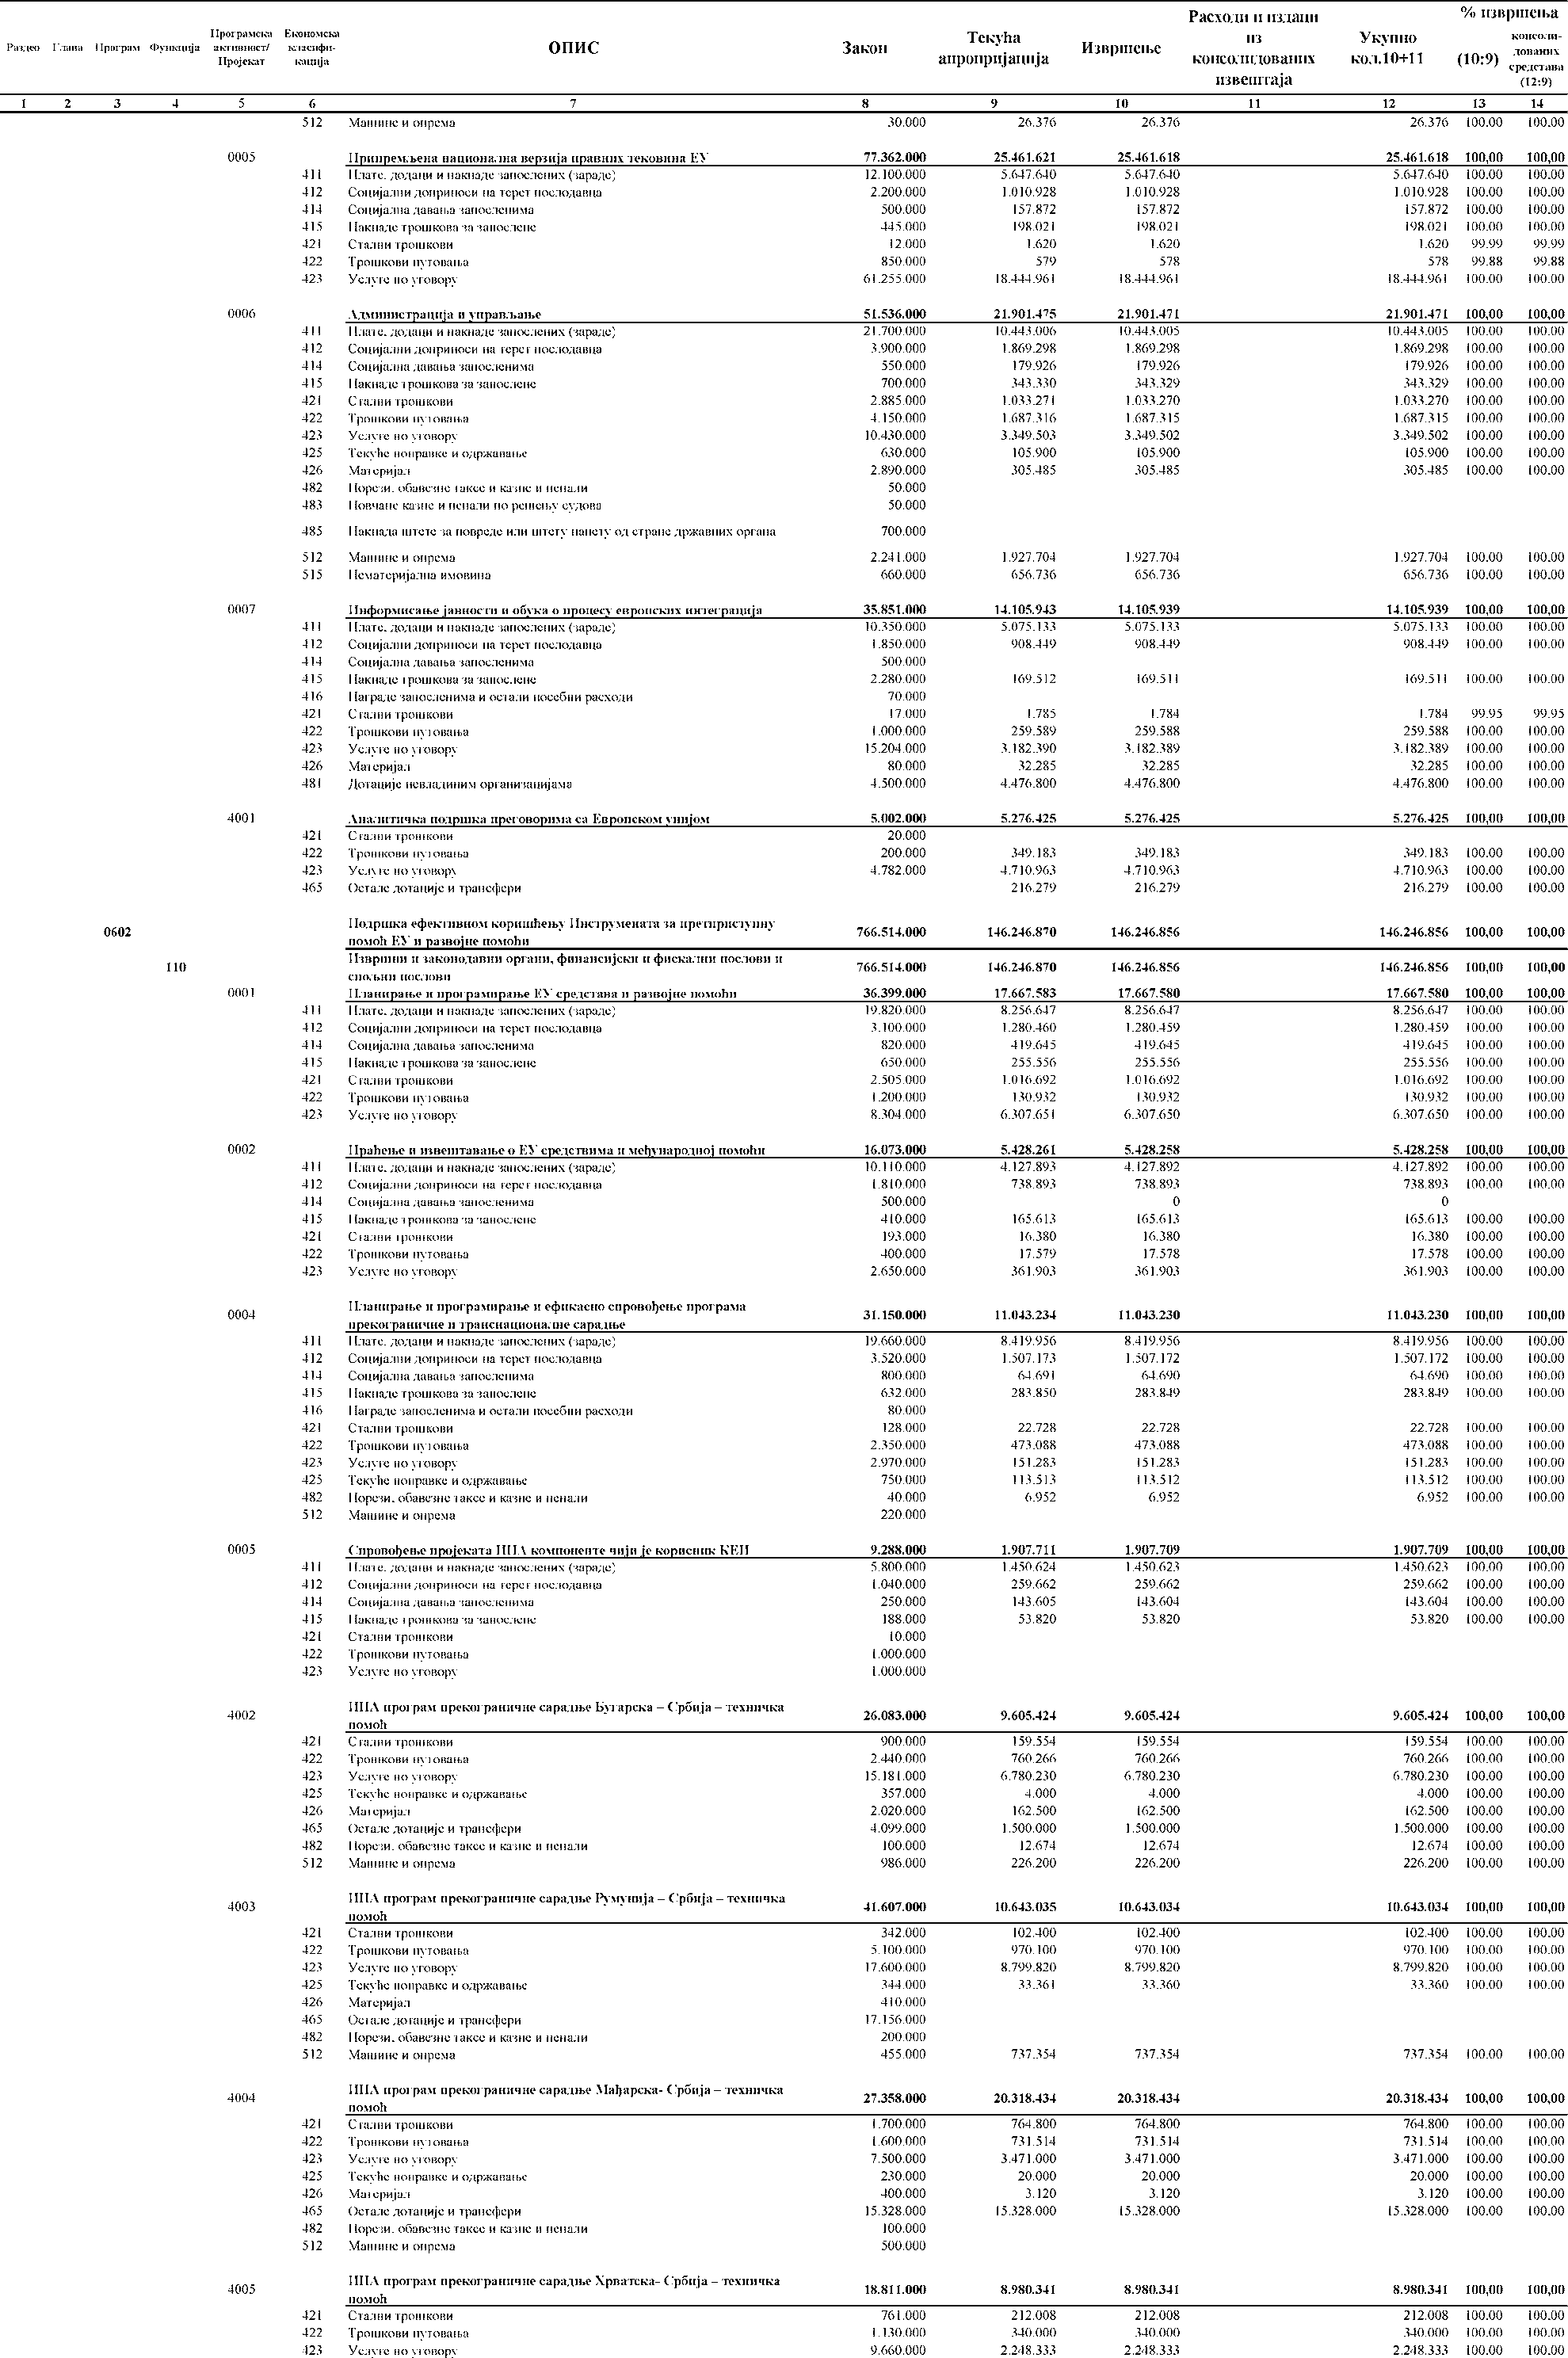 Раздео Глава Програм Функција Програмска активност/ Пројекат Економска класифи- кација ОПИС Закон Текућа апропријација Извршење Расходи и издаци из консолидованих извештаја Укупно кол.10+11 % извршења (10:9) консоли- дованих средстава (12:9)
1 2 3 4 5 6 7 8 9 10 11 12 13 14
512 Машине и опрема 30.000 26.376 26.376 26.376 100.00 100.00
0005 Припремљена национална верзија правних тековина ЕУ 77.362.000 25.461.621 25.461.618 25.461.618 100,00 100,00
411 Плате, додаци и накнаде запослених (зараде) 12.100.000 5.647.640 5.647.640 5.647.640 100.00 100.00
412 Социјални доприноси на терет послодавца 2.200.000 1.010.928 1.010.928 1.010.928 100.00 100.00
414 Социјална давања запосленима 500.000 157.872 157.872 157.872 100.00 100.00
415 Накнаде трошкова за запослене 445.000 198.021 198.021 198.021 100.00 100.00
421 Стални трошкови 12.000 1.620 1.620 1.620 99.99 99.99
422 Трошкови путовања 850.000 579 578 578 99.88 99.88
423 Услуге по уговору 61.255.000 18.444.961 18.444.961 18.444.961 100.00 100.00
0006 Администрација и управљање 51.536.000 21.901.475 21.901.471 21.901.471 100,00 100,00
411 Плате, додаци и накнаде запослених (зараде) 21.700.000 10.443.006 10.443.005 10.443.005 100.00 100.00
412 Социјални доприноси на терет послодавца 3.900.000 1.869.298 1.869.298 1.869.298 100.00 100.00
414 Социјална давања запосленима 550.000 179.926 179.926 179.926 100.00 100.00
415 Накнаде трошкова за запослене 700.000 343.330 343.329 343.329 100.00 100.00
421 Стални трошкови 2.885.000 1.033.271 1.033.270 1.033.270 100.00 100.00
422 Трошкови путовања 4.150.000 1.687.316 1.687.315 1.687.315 100.00 100.00
423 Услуге по уговору 10.430.000 3.349.503 3.349.502 3.349.502 100.00 100.00
425 Текуће поправке и одржавање 630.000 105.900 105.900 105.900 100.00 100.00
426 Материјал 2.890.000 305.485 305.485 305.485 100.00 100.00
482 Порези, обавезне таксе и казне и пенали 50.000
483 Новчане казне и пенали по решењу судова 50.000
485 Накнада штете за повреде или штету нанету од стране државних органа 700.000
512 Машине и опрема 2.241.000 1.927.704 1.927.704 1.927.704 100.00 100.00
515 Нематеријална имовина 660.000 656.736 656.736 656.736 100.00 100.00
0007 Информисање јавности и обука о процесу европских интеграција 35.851.000 14.105.943 14.105.939 14.105.939 100,00 100,00
411 Плате, додаци и накнаде запослених (зараде) 10.350.000 5.075.133 5.075.133 5.075.133 100.00 100.00
412 Социјални доприноси на терет послодавца 1.850.000 908.449 908.449 908.449 100.00 100.00
414 Социјална давања запосленима 500.000
415 Накнаде трошкова за запослене 2.280.000 169.512 169.511 169.511 100.00 100.00
416 Награде запосленима и остали посебни расходи 70.000
421 Стални трошкови 17.000 1.785 1.784 1.784 99.95 99.95
422 Трошкови путовања 1.000.000 259.589 259.588 259.588 100.00 100.00
423 Услуге по уговору 15.204.000 3.182.390 3.182.389 3.182.389 100.00 100.00
426 Материјал 80.000 32.285 32.285 32.285 100.00 100.00
481 Дотације невладиним организацијама 4.500.000 4.476.800 4.476.800 4.476.800 100.00 100.00
4001 Аналитичка подршка преговорима са Европском унијом 5.002.000 5.276.425 5.276.425 5.276.425 100,00 100,00
421 Стални трошкови 20.000
422 Трошкови путовања 200.000 349.183 349.183 349.183 100.00 100.00
423 Услуге по уговору 4.782.000 4.710.963 4.710.963 4.710.963 100.00 100.00
465 Остале дотације и трансфери 216.279 216.279 216.279 100.00 100.00
0602 Подршка ефективном коришћењу Инструмената за претприступну
помоћ ЕУ и развојне помоћи 766.514.000 146.246.870 146.246.856 146.246.856 100,00 100,00
110 Извршни и законодавни органи, финансијски и фискални послови и
спољни послови 766.514.000 146.246.870 146.246.856 146.246.856 100,00 100,00
0001 Планирање и програмирање ЕУ средстава и развојне помоћи 36.399.000 17.667.583 17.667.580 17.667.580 100,00 100,00
411 Плате, додаци и накнаде запослених (зараде) 19.820.000 8.256.647 8.256.647 8.256.647 100.00 100.00
412 Социјални доприноси на терет послодавца 3.100.000 1.280.460 1.280.459 1.280.459 100.00 100.00
414 Социјална давања запосленима 820.000 419.645 419.645 419.645 100.00 100.00
415 Накнаде трошкова за запослене 650.000 255.556 255.556 255.556 100.00 100.00
421 Стални трошкови 2.505.000 1.016.692 1.016.692 1.016.692 100.00 100.00
422 Трошкови путовања 1.200.000 130.932 130.932 130.932 100.00 100.00
423 Услуге по уговору 8.304.000 6.307.651 6.307.650 6.307.650 100.00 100.00
0002 Праћење и извештавање о ЕУ средствима и међународној помоћи 16.073.000 5.428.261 5.428.258 5.428.258 100,00 100,00
411 Плате, додаци и накнаде запослених (зараде) 10.110.000 4.127.893 4.127.892 4.127.892 100.00 100.00
412 Социјални доприноси на терет послодавца 1.810.000 738.893 738.893 738.893 100.00 100.00
414 Социјална давања запосленима 500.000 0 0
415 Накнаде трошкова за запослене 410.000 165.613 165.613 165.613 100.00 100.00
421 Стални трошкови 193.000 16.380 16.380 16.380 100.00 100.00
422 Трошкови путовања 400.000 17.579 17.578 17.578 100.00 100.00
423 Услуге по уговору 2.650.000 361.903 361.903 361.903 100.00 100.00
0004 Планирање и програмирање и ефикасно спровођење програма
прекограничне и транснационалне сарадње 31.150.000 11.043.234 11.043.230 11.043.230 100,00 100,00
411 Плате, додаци и накнаде запослених (зараде) 19.660.000 8.419.956 8.419.956 8.419.956 100.00 100.00
412 Социјални доприноси на терет послодавца 3.520.000 1.507.173 1.507.172 1.507.172 100.00 100.00
414 Социјална давања запосленима 800.000 64.691 64.690 64.690 100.00 100.00
415 Накнаде трошкова за запослене 632.000 283.850 283.849 283.849 100.00 100.00
416 Награде запосленима и остали посебни расходи 80.000
421 Стални трошкови 128.000 22.728 22.728 22.728 100.00 100.00
422 Трошкови путовања 2.350.000 473.088 473.088 473.088 100.00 100.00
423 Услуге по уговору 2.970.000 151.283 151.283 151.283 100.00 100.00
425 Текуће поправке и одржавање 750.000 113.513 113.512 113.512 100.00 100.00
482 Порези, обавезне таксе и казне и пенали 40.000 6.952 6.952 6.952 100.00 100.00
512 Машине и опрема 220.000
0005 Спровођење пројеката ИПА компоненте чији је корисник КЕИ 9.288.000 1.907.711 1.907.709 1.907.709 100,00 100,00
411 Плате, додаци и накнаде запослених (зараде) 5.800.000 1.450.624 1.450.623 1.450.623 100.00 100.00
412 Социјални доприноси на терет послодавца 1.040.000 259.662 259.662 259.662 100.00 100.00
414 Социјална давања запосленима 250.000 143.605 143.604 143.604 100.00 100.00
415 Накнаде трошкова за запослене 188.000 53.820 53.820 53.820 100.00 100.00
421 Стални трошкови 10.000
422 Трошкови путовања 1.000.000
423 Услуге по уговору 1.000.000
4002 ИПА програм прекограничне сарадње Бугарска – Србија – техничка
помоћ 26.083.000 9.605.424 9.605.424 9.605.424 100,00 100,00
421 Стални трошкови 900.000 159.554 159.554 159.554 100.00 100.00
422 Трошкови путовања 2.440.000 760.266 760.266 760.266 100.00 100.00
423 Услуге по уговору 15.181.000 6.780.230 6.780.230 6.780.230 100.00 100.00
425 Текуће поправке и одржавање 357.000 4.000 4.000 4.000 100.00 100.00
426 Материјал 2.020.000 162.500 162.500 162.500 100.00 100.00
465 Остале дотације и трансфери 4.099.000 1.500.000 1.500.000 1.500.000 100.00 100.00
482 Порези, обавезне таксе и казне и пенали 100.000 12.674 12.674 12.674 100.00 100.00
512 Машине и опрема 986.000 226.200 226.200 226.200 100.00 100.00
4003 ИПА програм прекограничне сарадње Румунија – Србија – техничка
помоћ 41.607.000 10.643.035 10.643.034 10.643.034 100,00 100,00
421 Стални трошкови 342.000 102.400 102.400 102.400 100.00 100.00
422 Трошкови путовања 5.100.000 970.100 970.100 970.100 100.00 100.00
423 Услуге по уговору 17.600.000 8.799.820 8.799.820 8.799.820 100.00 100.00
425 Текуће поправке и одржавање 344.000 33.361 33.360 33.360 100.00 100.00
426 Материјал 410.000
465 Остале дотације и трансфери 17.156.000
482 Порези, обавезне таксе и казне и пенали 200.000
512 Машине и опрема 455.000 737.354 737.354 737.354 100.00 100.00
4004 ИПА програм прекограничне сарадње Мађарска- Србија – техничка
помоћ 27.358.000 20.318.434 20.318.434 20.318.434 100,00 100,00
421 Стални трошкови 1.700.000 764.800 764.800 764.800 100.00 100.00
422 Трошкови путовања 1.600.000 731.514 731.514 731.514 100.00 100.00
423 Услуге по уговору 7.500.000 3.471.000 3.471.000 3.471.000 100.00 100.00
425 Текуће поправке и одржавање 230.000 20.000 20.000 20.000 100.00 100.00
426 Материјал 400.000 3.120 3.120 3.120 100.00 100.00
465 Остале дотације и трансфери 15.328.000 15.328.000 15.328.000 15.328.000 100.00 100.00
482 Порези, обавезне таксе и казне и пенали 100.000
512 Машине и опрема 500.000
4005 ИПА програм прекограничне сарадње Хрватска- Србија – техничка
помоћ 18.811.000 8.980.341 8.980.341 8.980.341 100,00 100,00
421 Стални трошкови 761.000 212.008 212.008 212.008 100.00 100.00
422 Трошкови путовања 1.130.000 340.000 340.000 340.000 100.00 100.00
423 Услуге по уговору 9.660.000 2.248.333 2.248.333 2.248.333 100.00 100.00